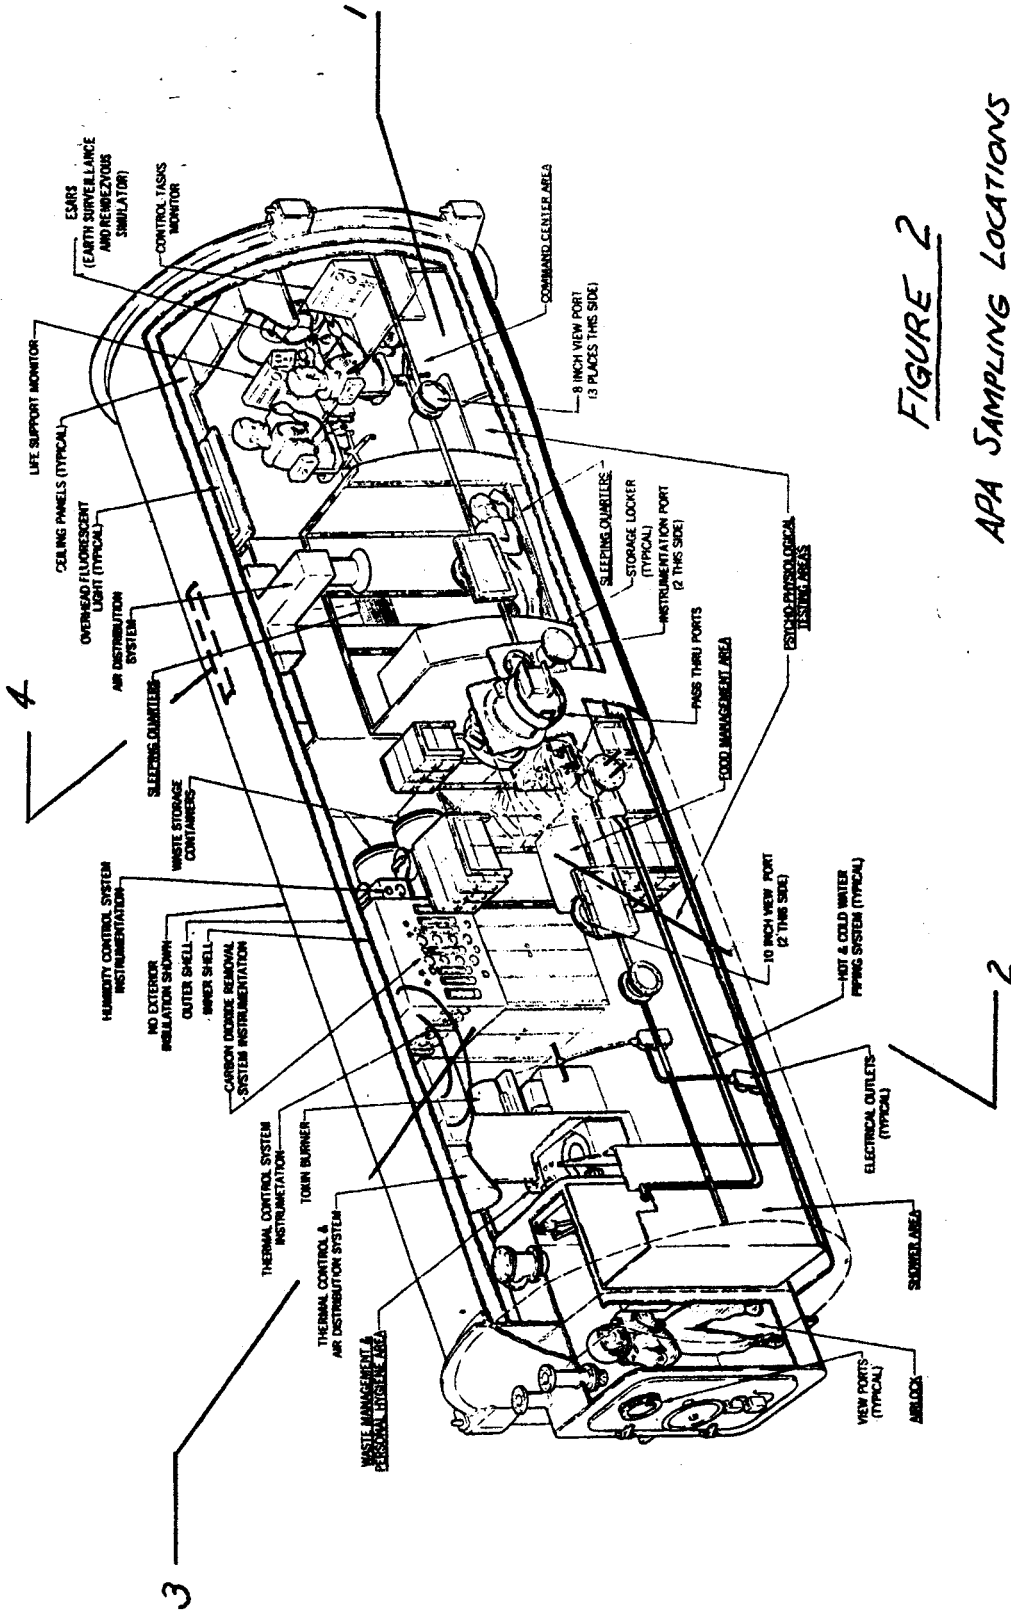 1
ESARS
(EARTH SURVEILLANCE
AND RENDEZVOUS
SIMULATOR)
CONTROL TASKS
MONITOR
LIFE SUPPORT MONITOR
CEILING PANELS (TYPICAL)
OVERHEAD FLUORESCENT
LIGHT (TYPICAL)
AIR DISTRIBUTION
SYSTEM
4
SLEEPING QUARTERS
WASTE STORAGE
CONTAINERS
HUMIDITY CONTROL SYSTEM
INSTRUMENTATION
NO EXTERIOR
INSULATION SHOWN
OUTER SHELL
INNER SHELL
CARBON DIOXIDE REMOVAL
SYSTEM INSTRUMENTATION
THERMAL CONTROL SYSTEM
INSTRUMETATION
TOXIN BURNER
THERMAL CONTROL &
AIR DISTRIBUTION SYSTEM
WASTE MANAGEMENT &
PERSONAL HYGIENE AREA
3
COMMAND CENTER AREA
8 INCH VIEW PORT
(3 PLACES THIS SIDE)
SLEEPING QUARTERS
STORAGE LOCKER
(TYPICAL)
INSTRUMENTATION PORT
(2 THIS SIDE)
PASS THRU PORTS
FOOD MANAGEMENT AREA
PSYCHO-PHYSIOLOGICAL
TESTING AREAS
10 INCH VIEW PORT
(2 THIS SIDE)
HOT & COLD WATER
PIPING SYSTEM (TYPICAL)
2
ELECTRICAL OUTLETS
(TYPICAL)
SHOWER AREA
VIEW PORTS
(TYPICAL)
AIRLOCK
FIGURE 2
APA SAMPLING LOCATIONS